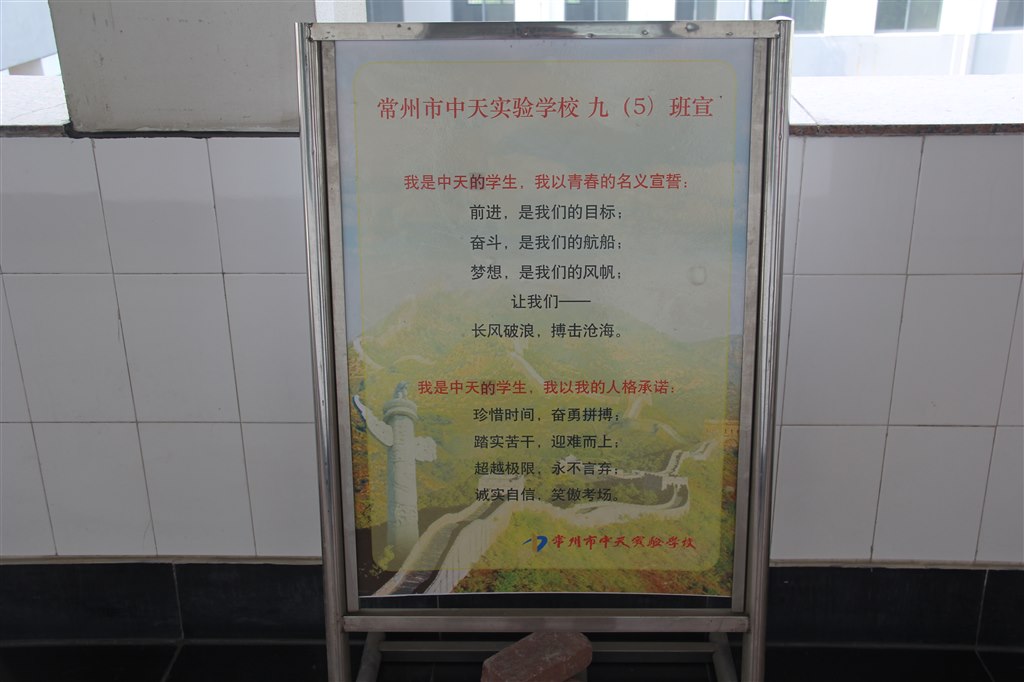 常州市中天实验学校 九（5）班宣
我是中天的学生，我以青春的名义宣誓：
前进，是我们的目标；
奋斗，是我们的航船；
梦想，是我们的风帆；
让我们——
长风破浪，搏击沧海。
我是中天的学生，我以我的人格承诺：
珍惜时间，奋勇拼搏；
踏实苦干，迎难而上；
超越极限，永不言弃；
诚实自信，笑傲考场。
常州市中天实验学校